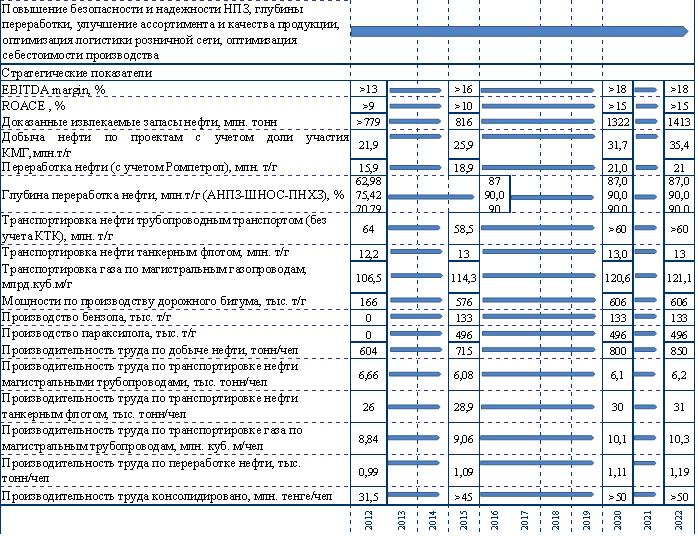 Повышение безопасности и надежности НПЗ, глубины
переработки, улучшение ассортимента и качества продукции,
оптимизация логистики розничной сети, оптимизация
себестоимости производства
Стратегические показатели
EBITDA margin, % >13 >16 >18 >18
ROACE , % >9 >10 >15 >15
Доказанные извлекаемые запасы нефти, млн. тонн >779 816 1322 1413
Добыча нефти по проектам с учетом доли участия
КМГ,млн.т/г 21,9 25,9 31,7 35,4
Переработка нефти (с учетом Ромпетрол), млн. т/г 15,9 18,9 21,0 21
62,98 87 87,0 87,0
Глубина переработка нефти, млн.т/г (АНПЗ-ШНОС-ПНХЗ), % 75,42 90,0 90,0 90,0
70,79 90 90,0 90,0
Транспортировка нефти трубопроводным транспортом (без
учета КТК), млн. т/г 64 58,5 >60 >60
Транспортировка нефти танкерным флотом, млн. т/г 12,2 13 13,0 13
Транспортировка газа по магистральным газопроводам,
млрд.куб.м/г 106,5 114,3 120,6 121,1
Мощности по производству дорожного битума, тыс. т/г 166 576 606 606
Производство бензола, тыс. т/г 0 133 133 133
Производство параксилола, тыс. т/г 0 496 496 496
Производительность труда по добыче нефти, тонн/чел 604 715 800 850
Производительность труда по транспортировке нефти
магистральными трубопроводами, тыс. тонн/чел 6,66 6,08 6,1 6,2
Производительность труда по транспортировке нефти
танкерным флотом, тыс. тонн/чел 26 28,9 30 31
Производительность труда по транспортировке газа по
магистральным трубопроводам, млн. куб. м/чел 8,84 9,06 10,1 10,3
Производительность труда по переработке нефти, тыс.
тонн/чел 0,99 1,09 1,11 1,19
Производительность труда консолидировано, млн. тенге/чел 31,5 >45 >50 >50
2012 2013 2014 2015 2016 2017 2018 2019 2020 2021 2022